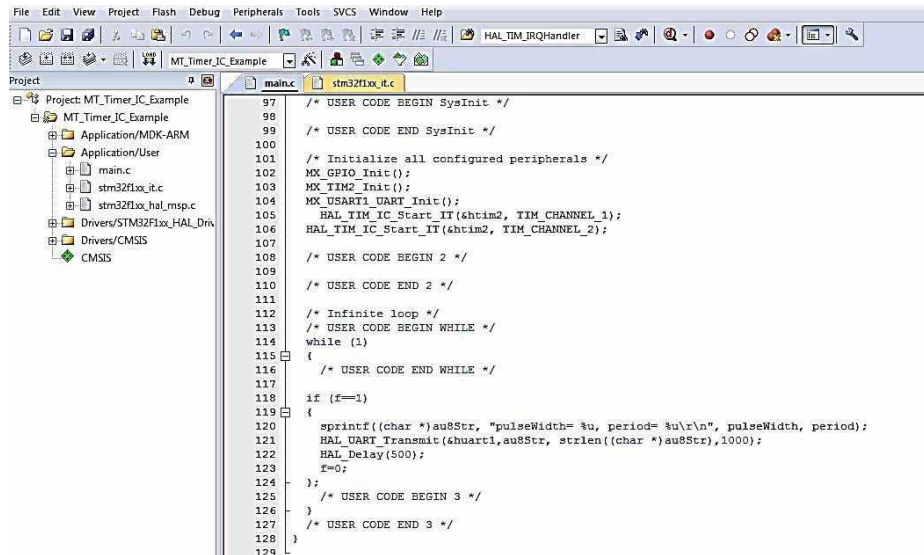 File Edit View Project Flash Debug Peripherals Tools SVCS Window Help
HAL_TIM_IRQHandler
MT_Timer_IC_Example
Project
main.c stm32f1xx_it.c
Project: MT_Timer_IC_Example
MT_Timer_IC_Example
Application/MDK-ARM
Application/User
main.c
stm32f1xx_it.c
stm32f1xx_hal_msp.c
Drivers/STM32F1xx_HAL_Driv
Drivers/CMSIS
CMSIS
97 /* USER CODE BEGIN SysInit */
98
99 /* USER CODE END SysInit */
100
101 /* Initialize all configured peripherals */
102 MX_GPIO_Init();
103 MX_TIM2_Init();
104 MX_USART1_UART_Init();
105 HAL_TIM_IC_Start_IT(&htim2, TIM_CHANNEL_1);
106 HAL_TIM_IC_Start_IT(&htim2, TIM_CHANNEL_2);
107
108 /* USER CODE BEGIN 2 */
109
110 /* USER CODE END 2 */
111
112 /* Infinite loop */
113 /* USER CODE BEGIN WHILE */
114 while (1)
115 {
116 /* USER CODE END WHILE */
117
118 if (f==1)
119 {
120 sprintf((char *)au8Str, "pulseWidth= %u, period= %u\r\n", pulseWidth, period);
121 HAL_UART_Transmit(&huart1,au8Str, strlen((char *)au8Str),1000);
122 HAL_Delay(500);
123 f=0;
124 };
125 /* USER CODE BEGIN 3 */
126 }
127 /* USER CODE END 3 */
128 }
129